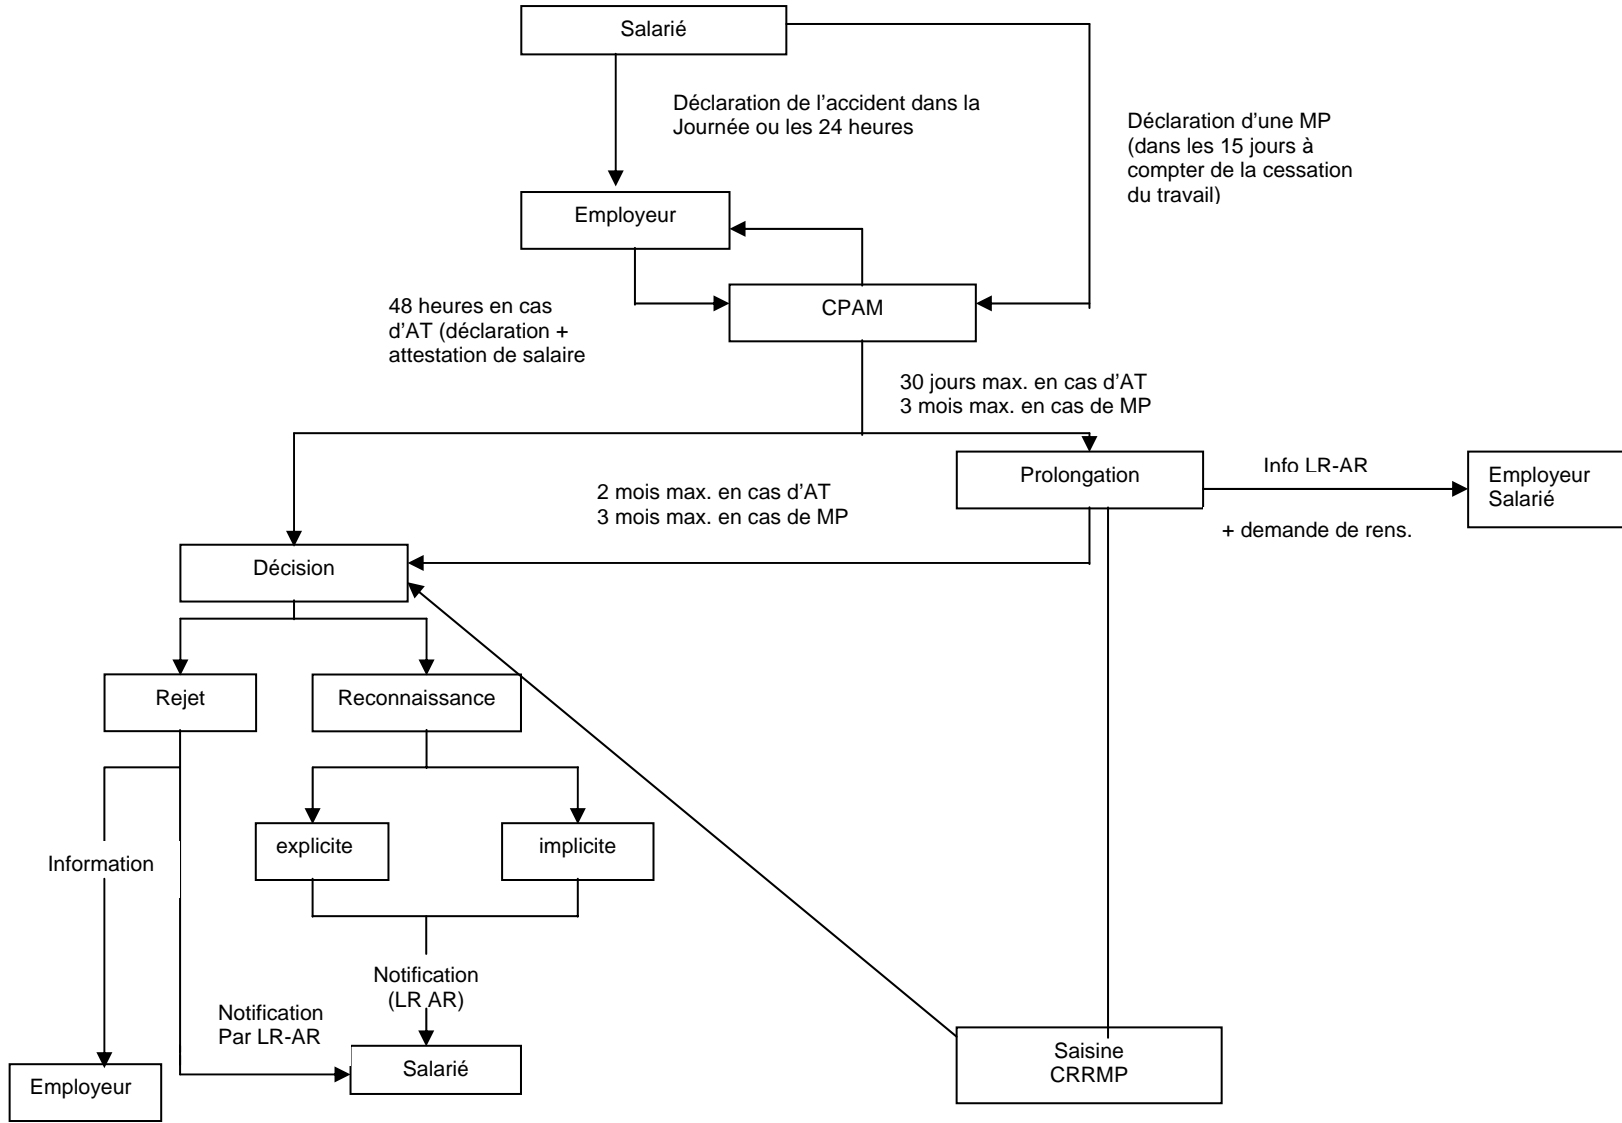 Salarié
Déclaration de l’accident dans la
Journée ou les 24 heures
Déclaration d’une MP
(dans les 15 jours à
compter de la cessation
du travail)
Employeur
48 heures en cas
d’AT (déclaration +
attestation de salaire
CPAM
30 jours max. en cas d’AT
3 mois max. en cas de MP
Prolongation
Info LR-AR
Employeur
Salarié
+ demande de rens.
2 mois max. en cas d’AT
3 mois max. en cas de MP
Décision
Rejet
Reconnaissance
explicite
implicite
Information
Notification
(LR AR)
Notification
Par LR-AR
Salarié
Employeur
Saisine
CRRMP